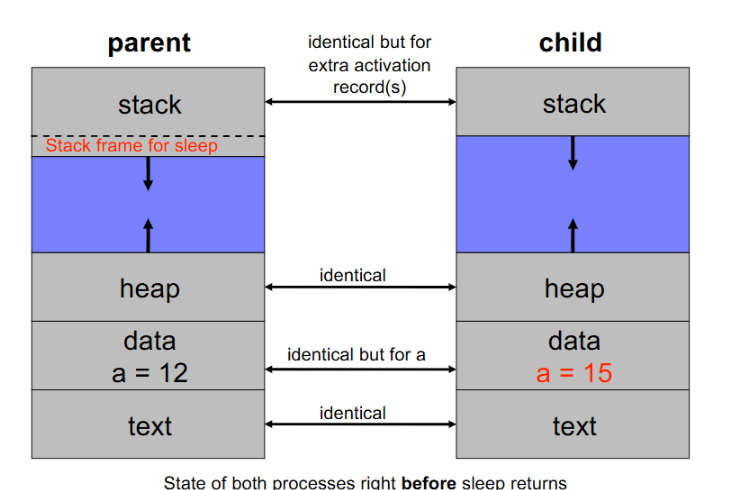 parent
identical but for
extra activation
record(s)
child
stack
stack
Stack frame for sleep
heap
identical
heap
data
a = 12
identical but for a
data
a = 15
text
identical
text
State of both processes right before sleep returns